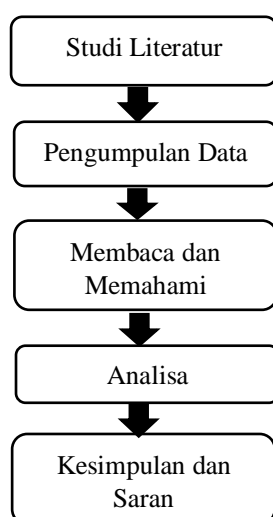 Studi Literatur
Pengumpulan Data
Membaca dan
Memahami
Analisa
Kesimpulan dan
Saran